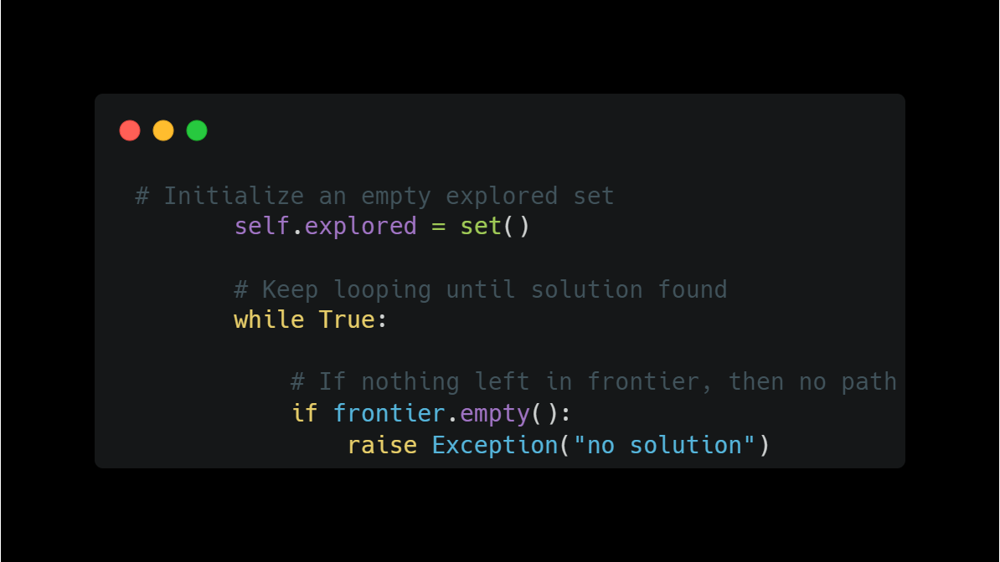 # Initialize an empty explored set
        self.explored = set()

        # Keep looping until solution found
        while True:

            # If nothing left in frontier, then no path
            if frontier.empty():
                raise Exception("no solution")